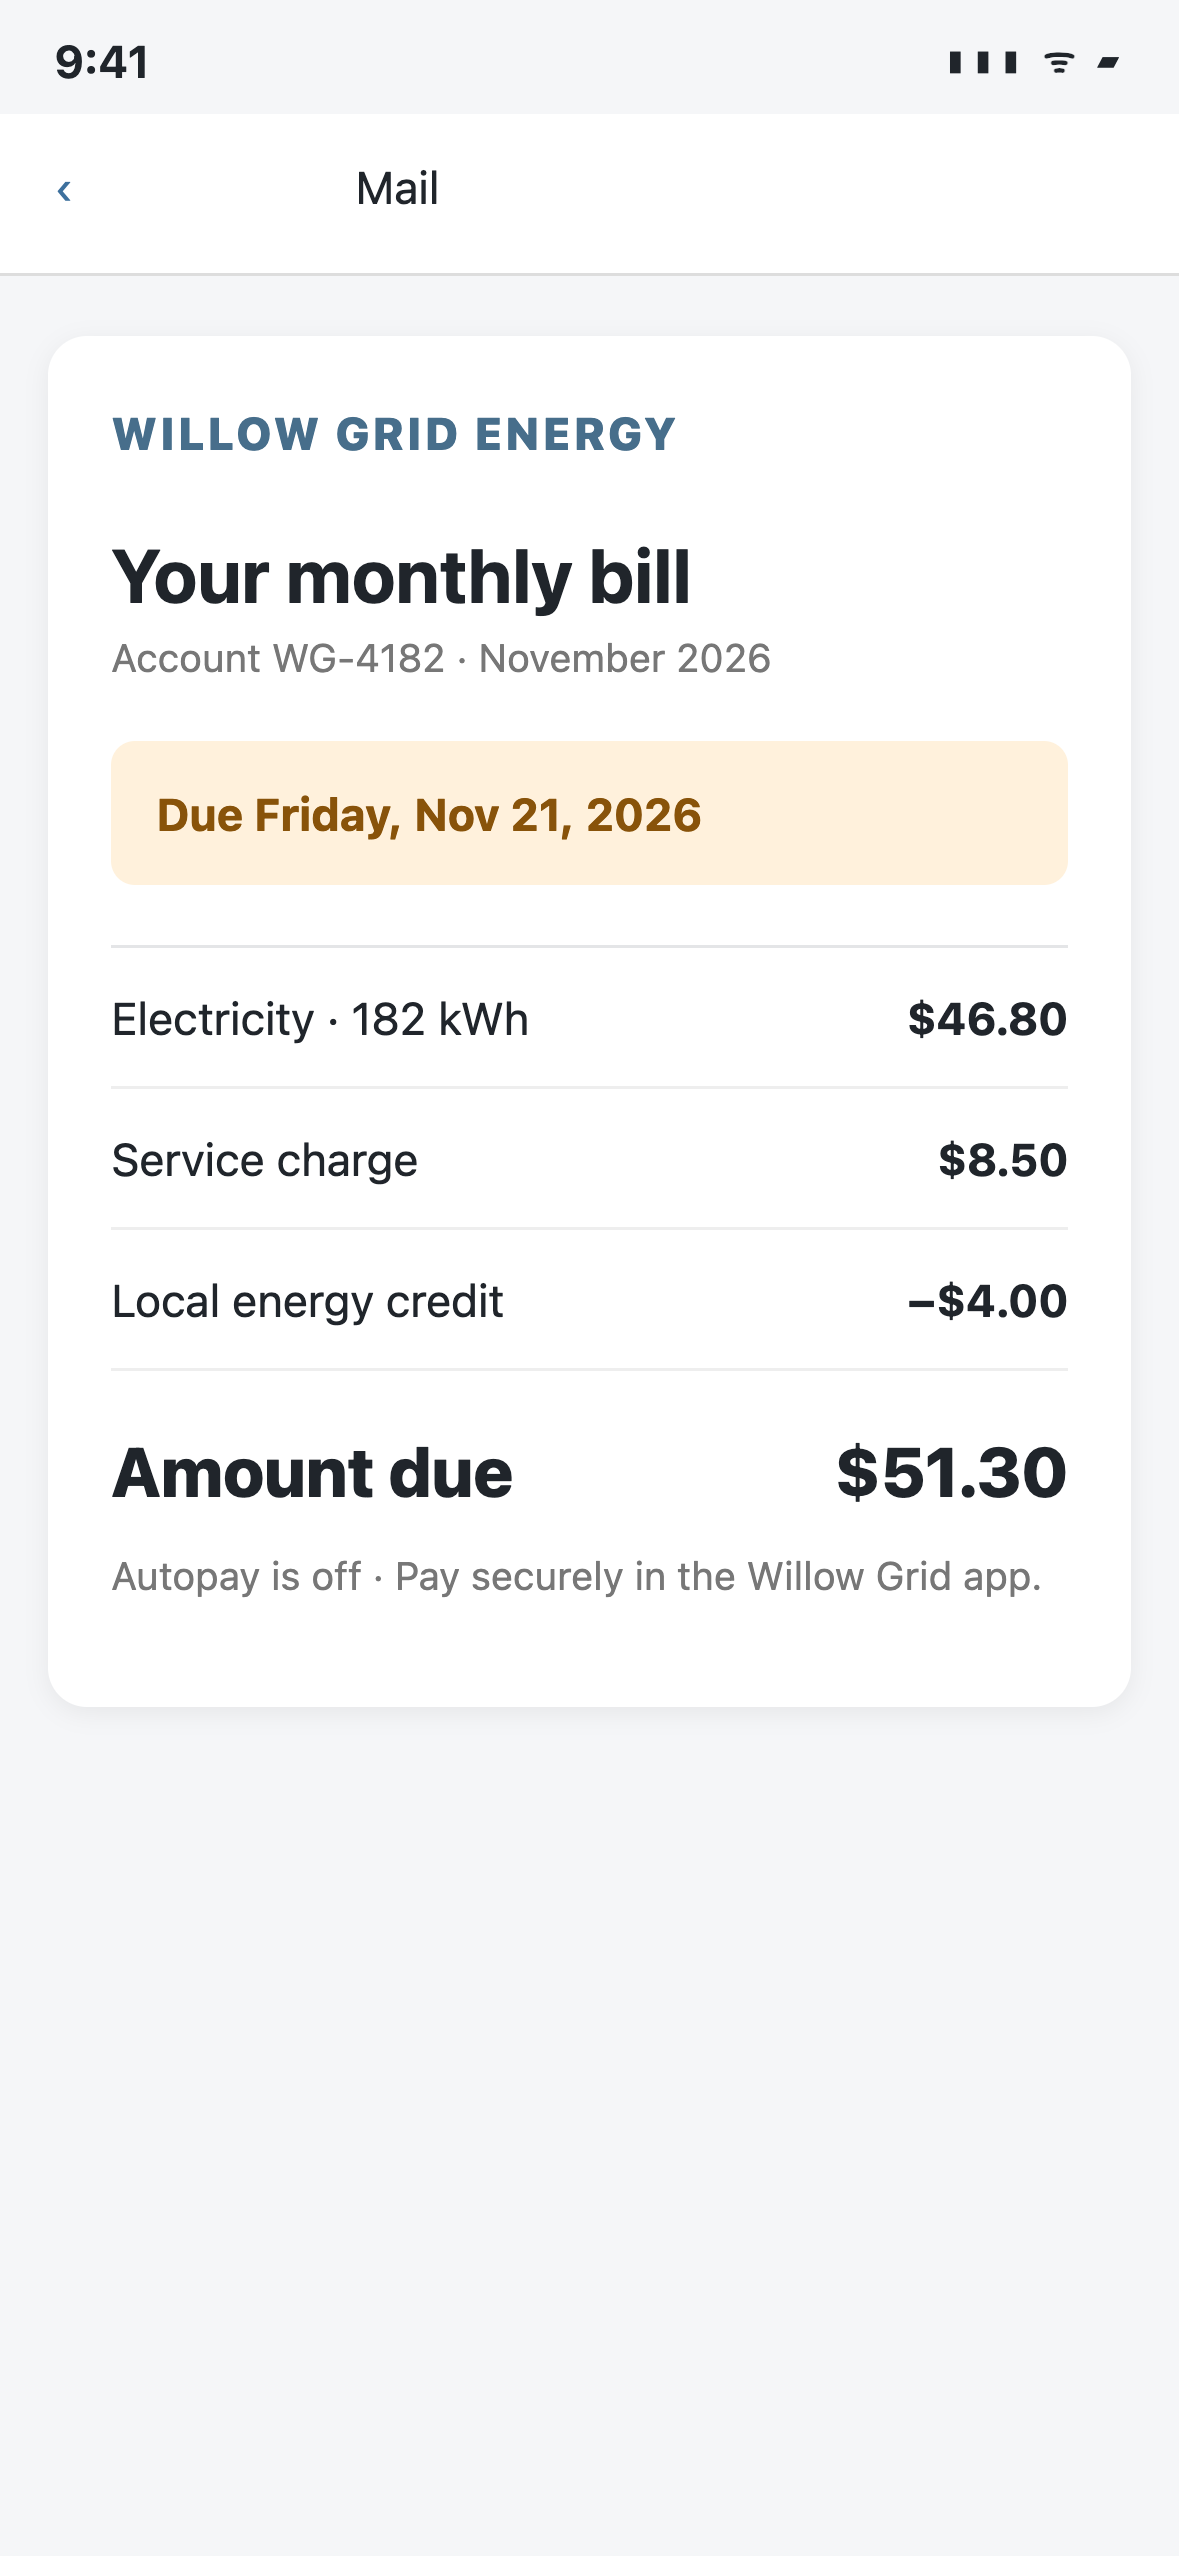 9:41
‹ Mail
WILLOW GRID ENERGY
Your monthly bill
Account WG-4182 · November 2026
Due Friday, Nov 21, 2026
Electricity · 182 kWh $46.80
Service charge $8.50
Local energy credit –$4.00
Amount due $51.30
Autopay is off · Pay securely in the Willow Grid app.